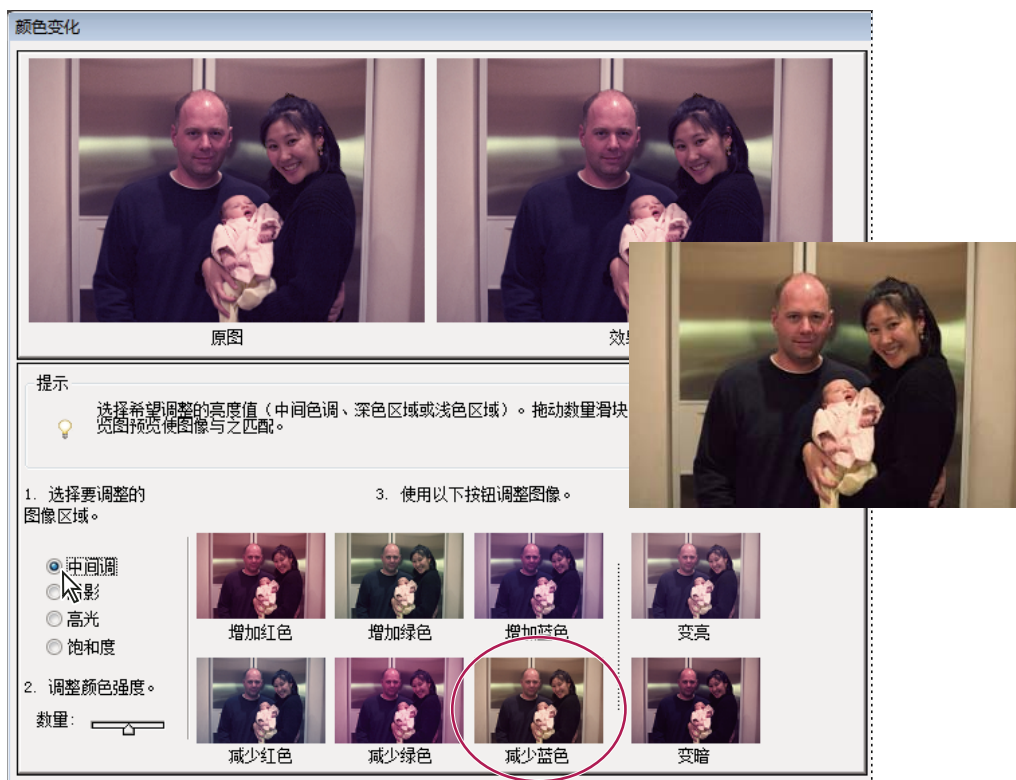 颜色变化
原图
效
提示
选择希望调整的亮度值（中间色调、深色区域或浅色区域）。拖动数量滑块
览图预览使图像与之匹配。
1. 选择要调整的
图像区域。
3. 使用以下按钮调整图像。
中间调
影
高光
饱和度
增加红色
增加绿色
增加蓝色
变亮
2. 调整颜色强度。
数量：
减少红色
减少绿色
减少蓝色
变暗